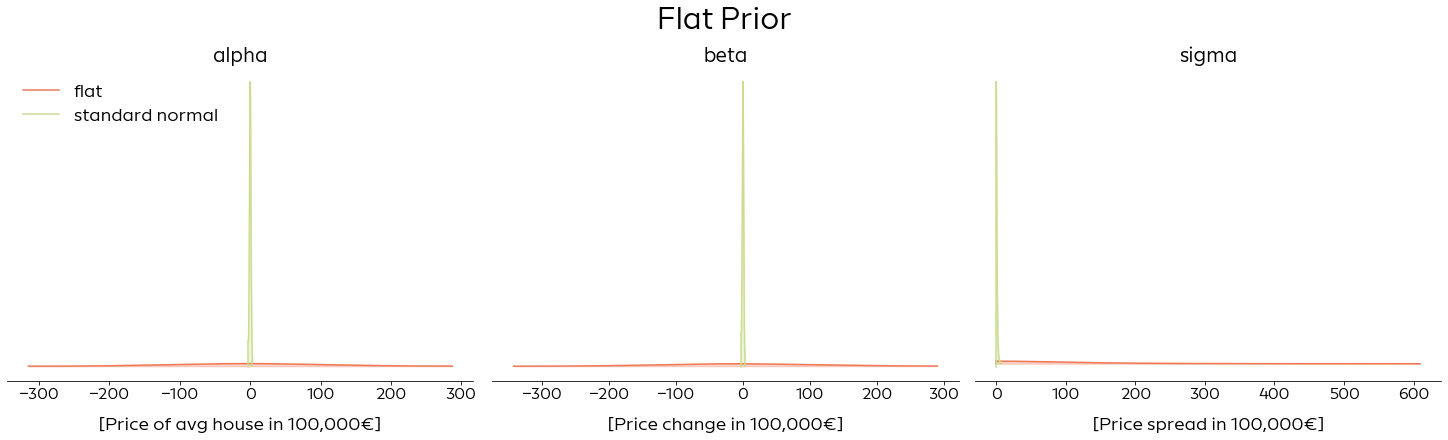 Flat Prior
alpha
beta
sigma
flat
standard normal
−300 −200 −100 0 100 200 300
−300 −200 −100 0 100 200 300
0 100 200 300 400 500 600
[Price of avg house in 100,000€]
[Price change in 100,000€]
[Price spread in 100,000€]